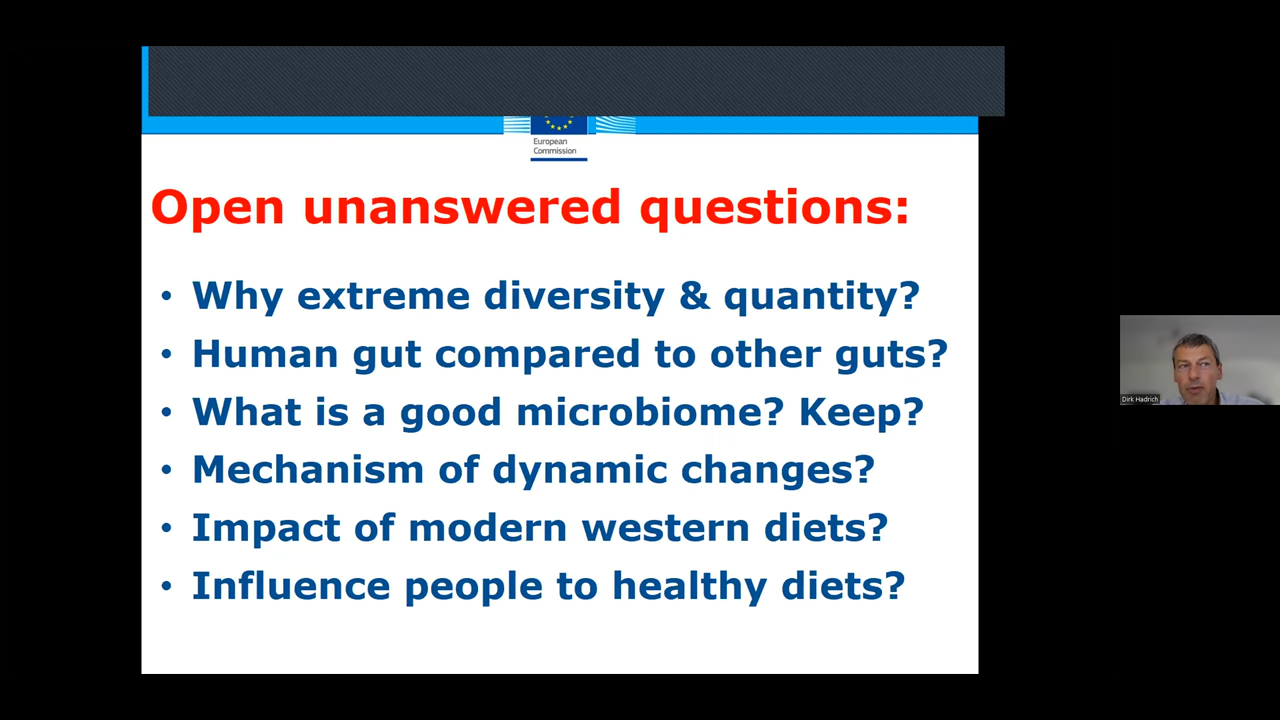 European
Commission
Open unanswered questions:
• Why extreme diversity & quantity?
• Human gut compared to other guts?
• What is a good microbiome? Keep?
• Mechanism of dynamic changes?
• Impact of modern western diets?
• Influence people to healthy diets?
Dirk Hadrich